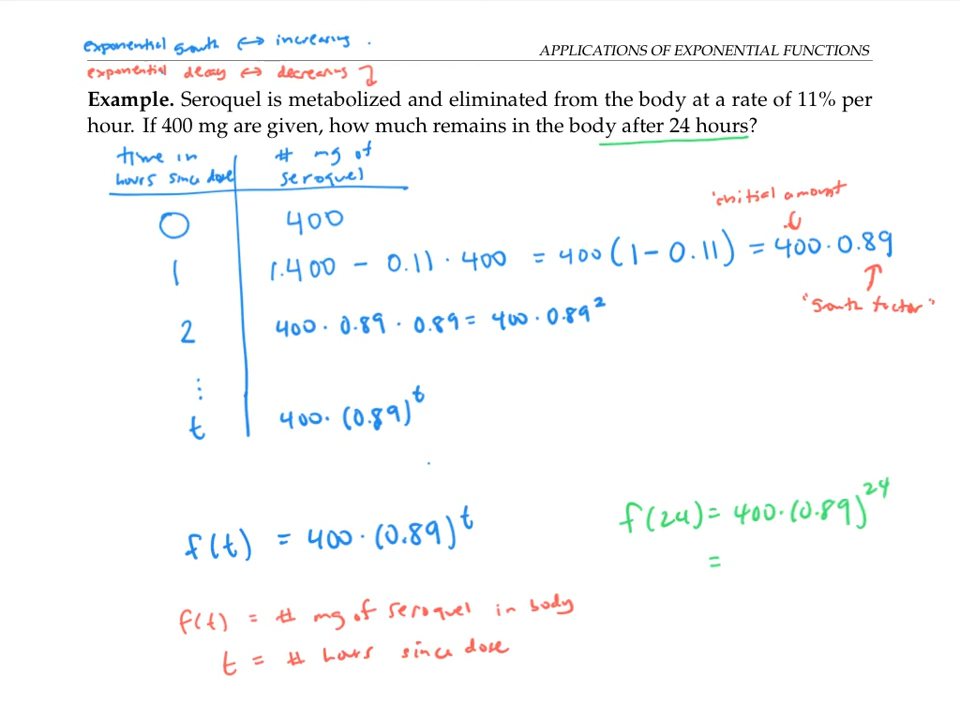 exponential growth ↔ increasing .
APPLICATIONS OF EXPONENTIAL FUNCTIONS
exponential decay ↔ decreasing
Example. Seroquel is metabolized and eliminated from the body at a rate of 11% per
hour. If 400 mg are given, how much remains in the body after 24 hours?
time in hours since dose
# mg of seroquel
0 400
"initial amount
1 1.400 - 0.11 · 400 = 400 (1 - 0.11) = 400 · 0.89
"growth factor"
2 400 · 0.89 · 0.89 = 400 · 0.89²
⋮
t 400 · (0.89)^t
f(t) = 400 · (0.89)^t
f(24) = 400 · (0.89)^24
=
f(t) = # mg of seroquel in body
t = # hours since dose